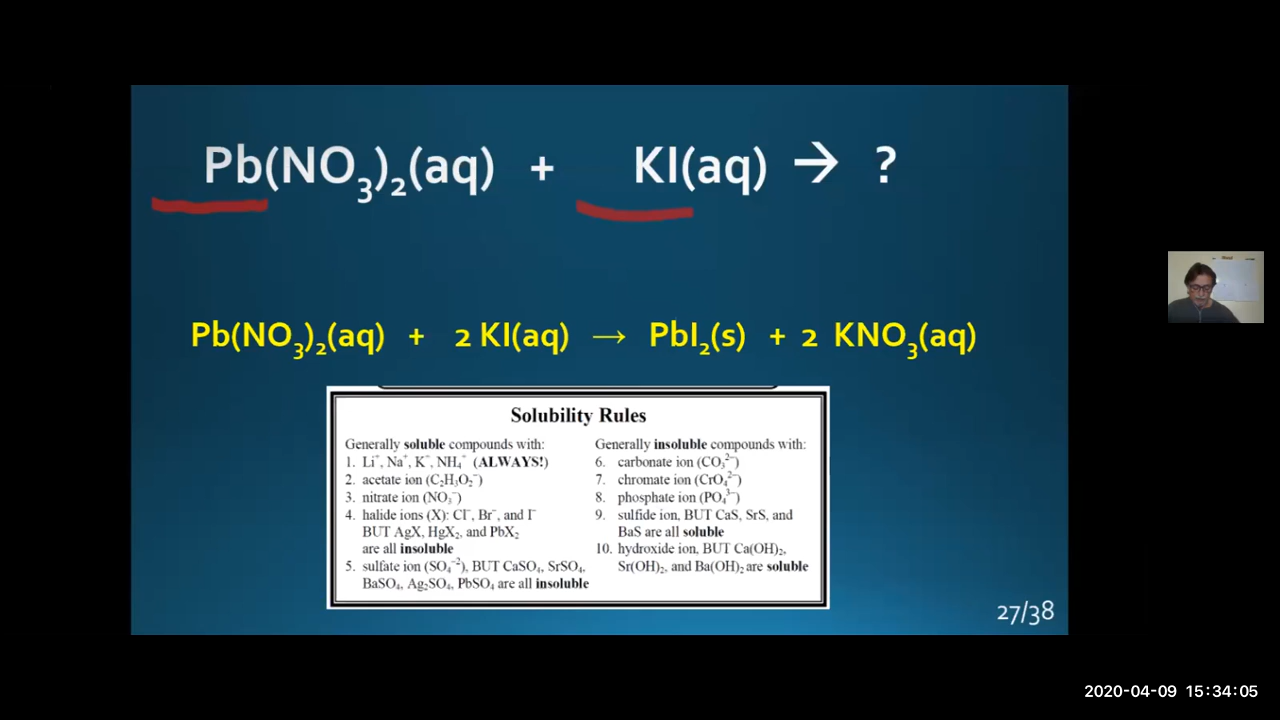 Pb(NO₃)₂(aq) + KI(aq) → ?
Pb(NO₃)₂(aq) + 2 KI(aq) → PbI₂(s) + 2 KNO₃(aq)
Solubility Rules
Generally soluble compounds with:
1. Li⁺, Na⁺, K⁺, NH₄⁺ (ALWAYS!)
2. acetate ion (C₂H₃O₂⁻)
3. nitrate ion (NO₃⁻)
4. halide ions (X): Cl⁻, Br⁻, and I⁻
BUT AgX, HgX₂, and PbX₂
are all insoluble
5. sulfate ion (SO₄⁻²), BUT CaSO₄, SrSO₄,
BaSO₄, Ag₂SO₄, PbSO₄ are all insoluble
Generally insoluble compounds with:
6. carbonate ion (CO₃²⁻)
7. chromate ion (CrO₄²⁻)
8. phosphate ion (PO₄³⁻)
9. sulfide ion, BUT CaS, SrS, and
BaS are all soluble
10. hydroxide ion, BUT Ca(OH)₂,
Sr(OH)₂, and Ba(OH)₂ are soluble
27/38
2020-04-09 15:34:05